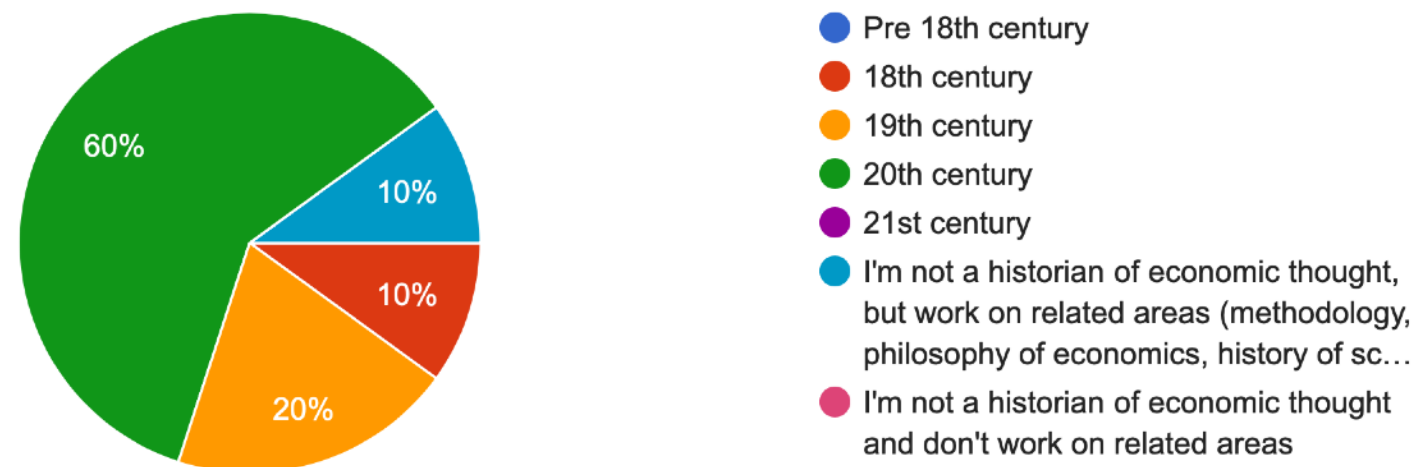 60%
10%
10%
20%
Pre 18th century
18th century
19th century
20th century
21st century
I'm not a historian of economic thought,
but work on related areas (methodology,
philosophy of economics, history of sc…
I'm not a historian of economic thought
and don't work on related areas